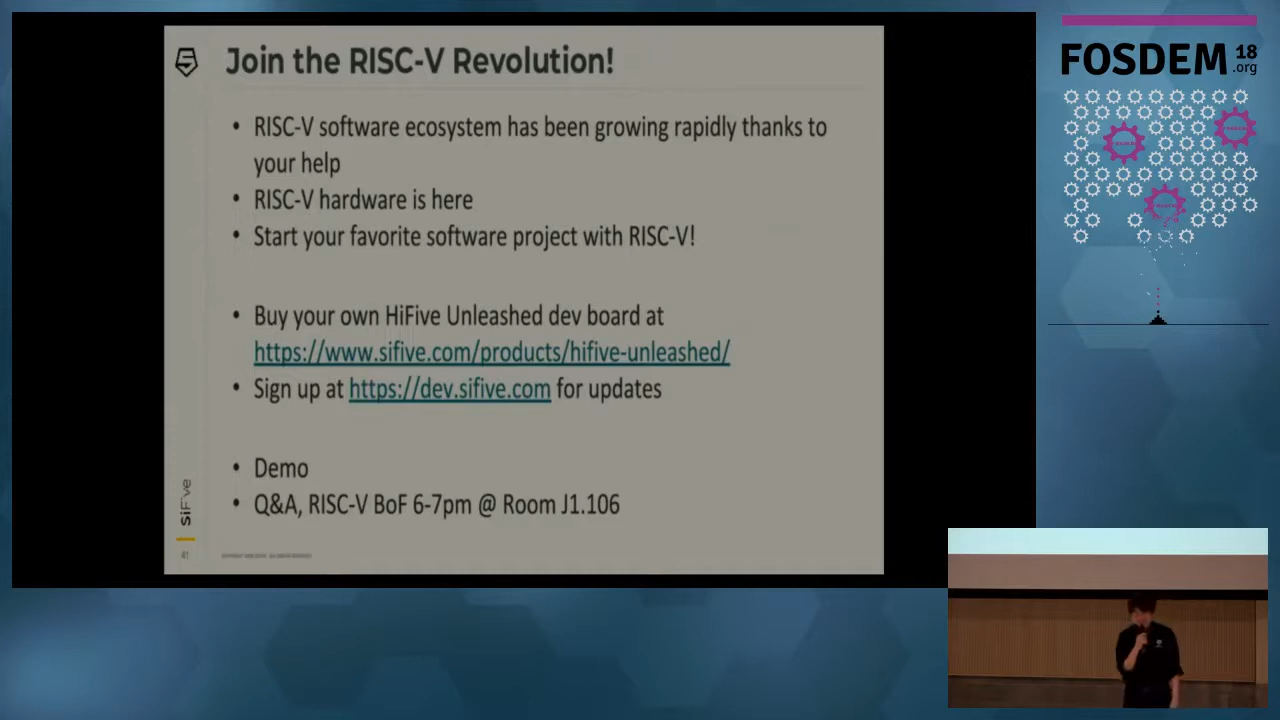 Join the RISC-V Revolution!
• RISC-V software ecosystem has been growing rapidly thanks to
your help
• RISC-V hardware is here
• Start your favorite software project with RISC-V!
• Buy your own HiFive Unleashed dev board at
https://www.sifive.com/products/hifive-unleashed/
• Sign up at https://dev.sifive.com for updates
• Demo
• Q&A, RISC-V BoF 6-7pm @ Room J1.106
SiFive
FOSDEM 18
.org